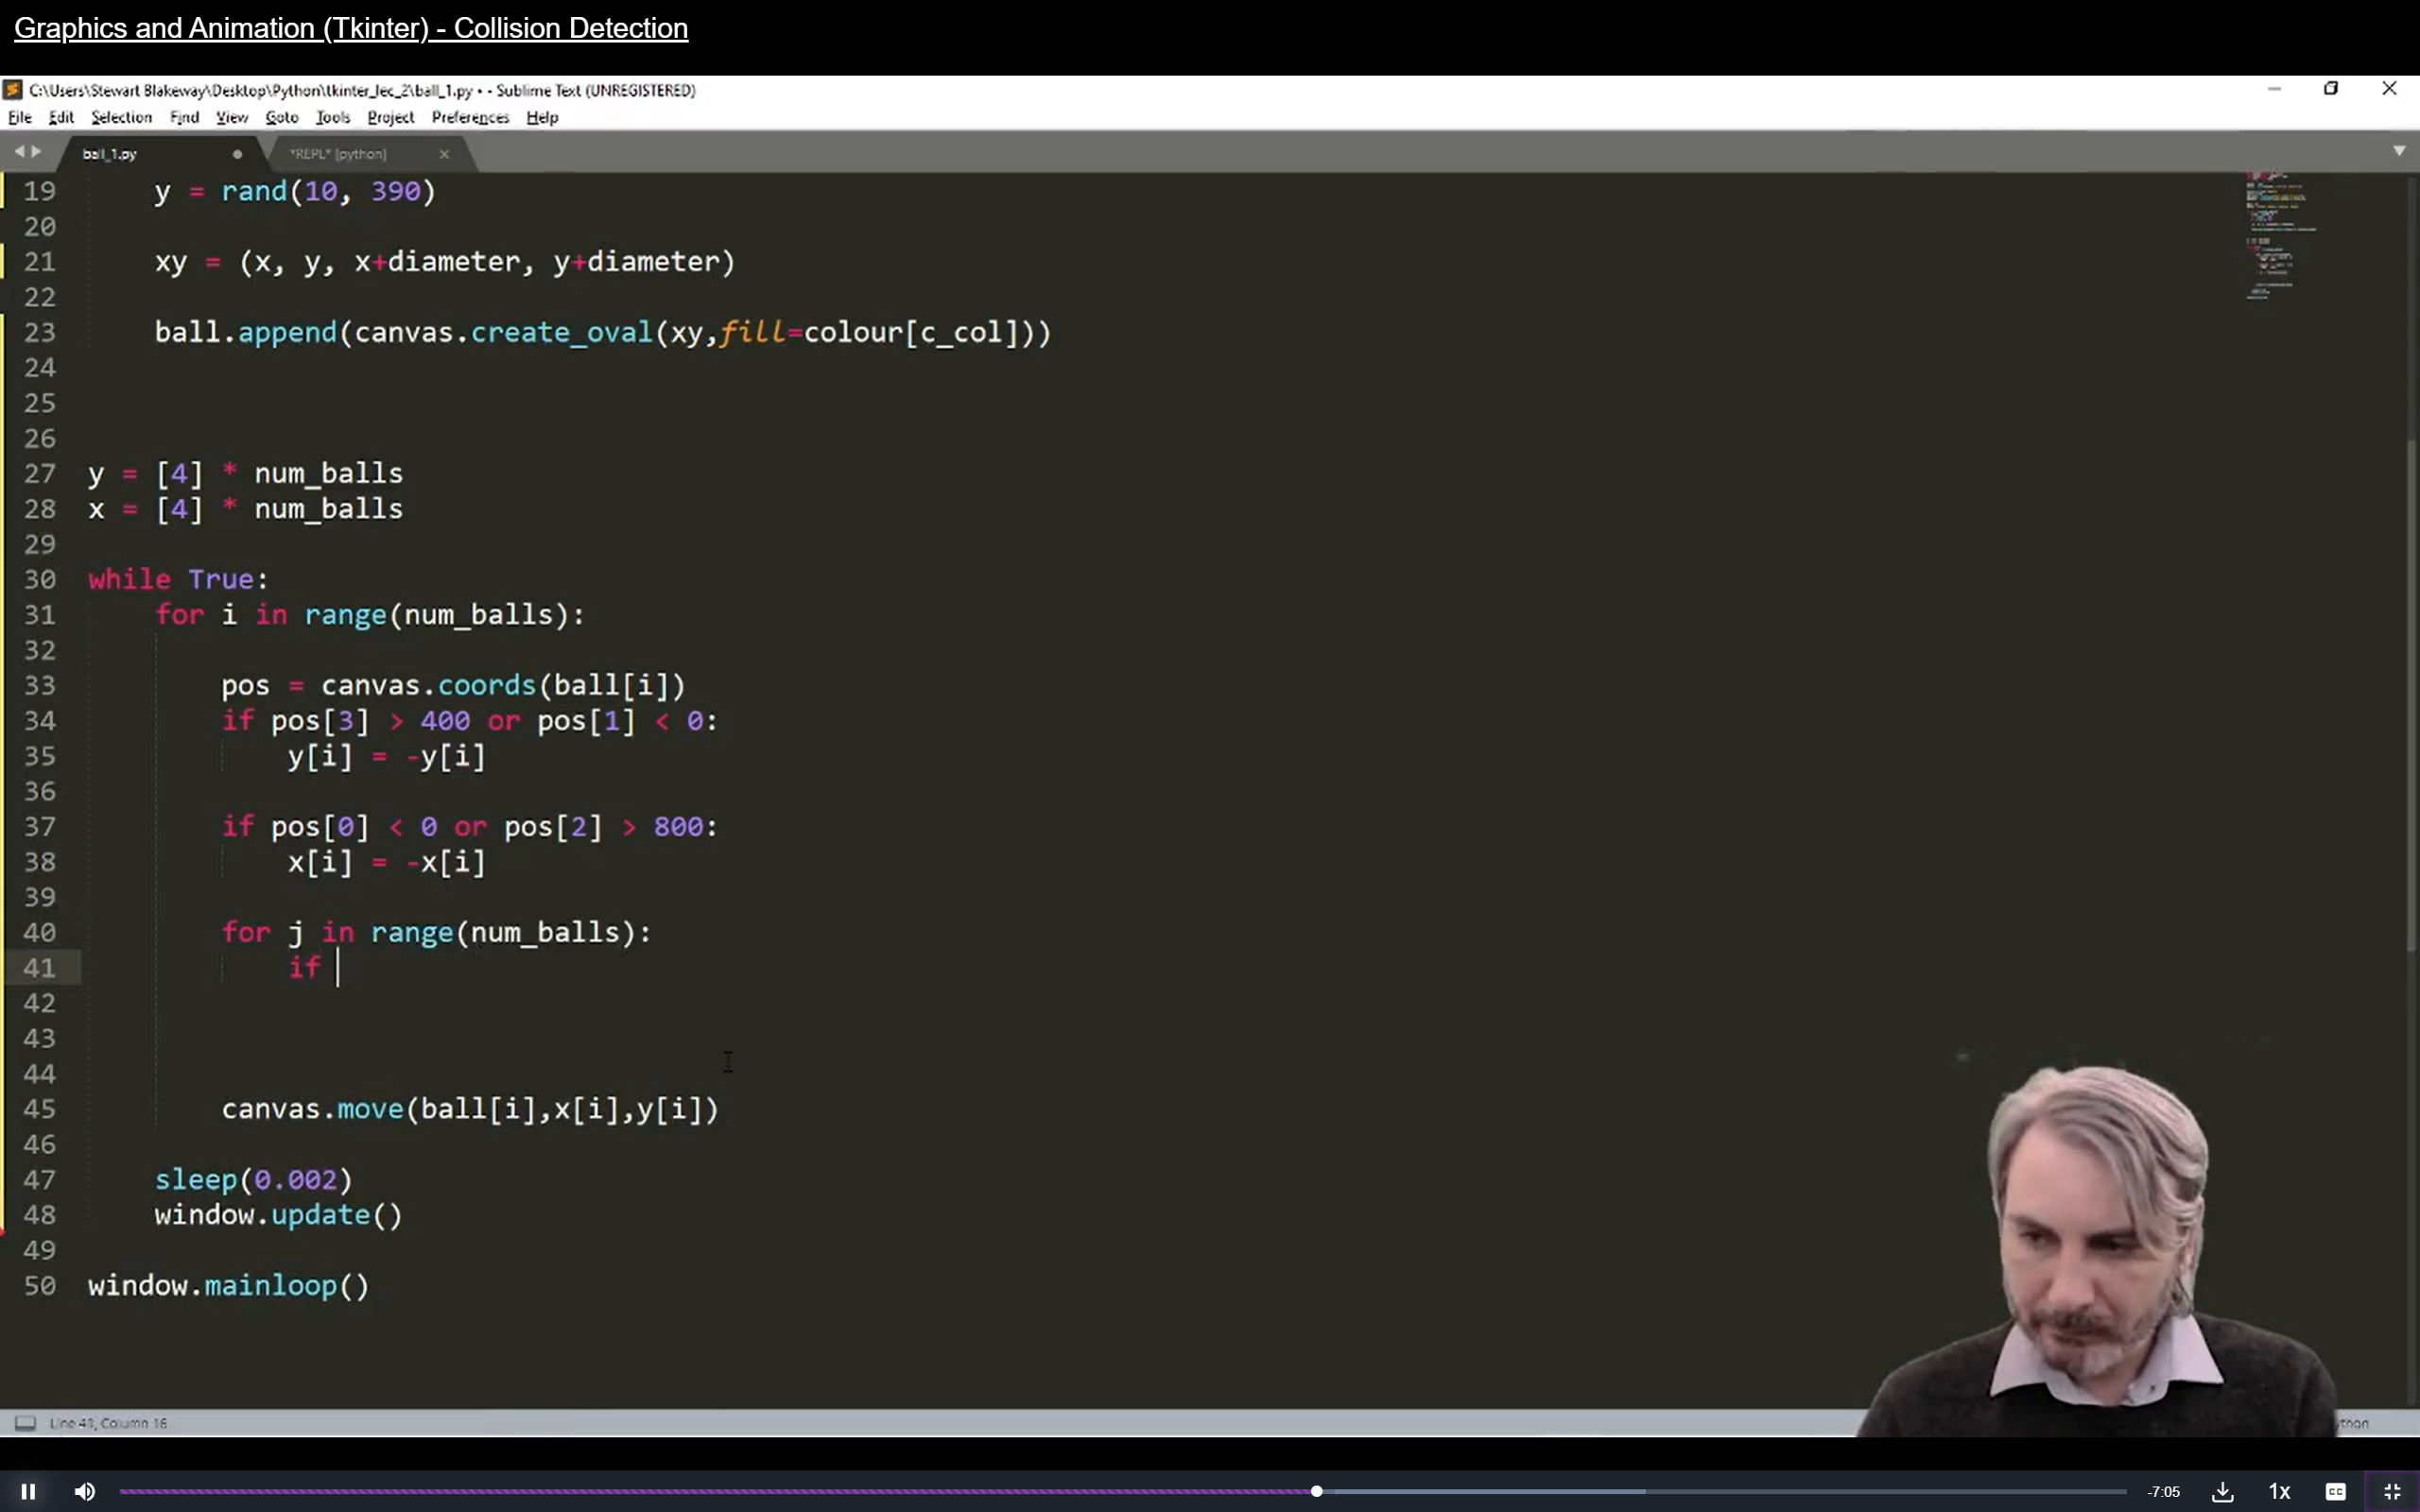 Graphics and Animation (Tkinter) - Collision Detection
C:\Users\Stewart Blakeway\Desktop\Python\tkinter_lec_2\ball_1.py • - Sublime Text (UNREGISTERED)
File Edit Selection Find View Goto Tools Project Preferences Help
ball_1.py *REPL* [python]
19 y = rand(10, 390)
20
21 xy = (x, y, x+diameter, y+diameter)
22
23 ball.append(canvas.create_oval(xy,fill=colour[c_col]))
24
25
26
27 y = [4] * num_balls
28 x = [4] * num_balls
29
30 while True:
31 for i in range(num_balls):
32
33 pos = canvas.coords(ball[i])
34 if pos[3] > 400 or pos[1] < 0:
35 y[i] = -y[i]
36
37 if pos[0] < 0 or pos[2] > 800:
38 x[i] = -x[i]
39
40 for j in range(num_balls):
41 if
42
43
44
45 canvas.move(ball[i],x[i],y[i])
46
47 sleep(0.002)
48 window.update()
49
50 window.mainloop()
Line 41, Column 16
-7:05 1x CC